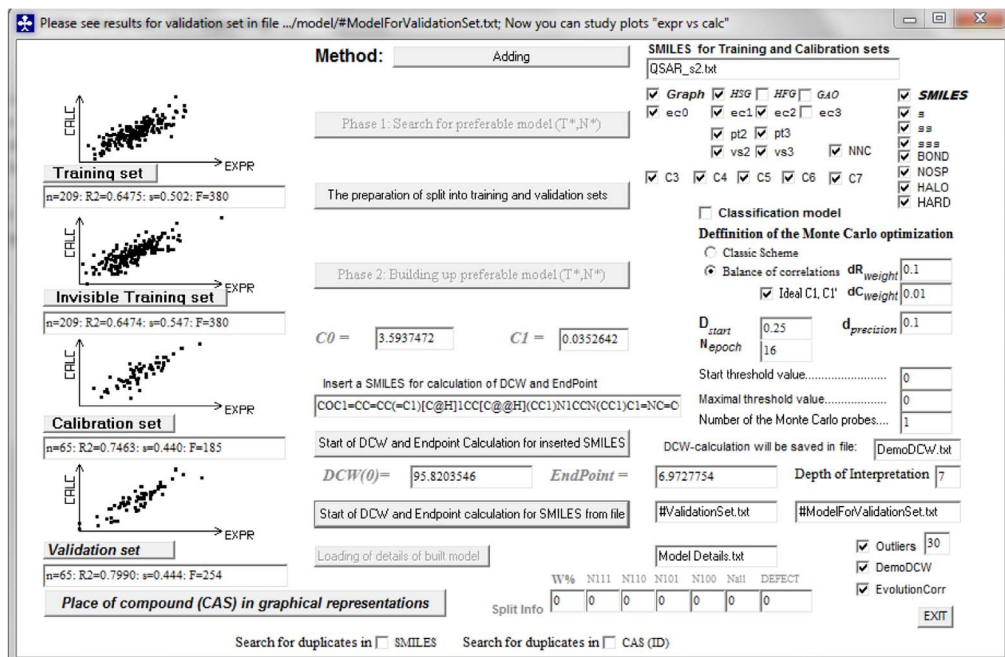 Please see results for validation set in file .../model/#ModelForValidationSet.txt; Now you can study plots "expr vs calc"
Method: Adding
SMILES for Training and Calibration sets
QSAR_s2.txt
Graph HSG HFG GAO SMILES
ec0 ec1 ec2 ec3 s
pt2 pt3 ss
sss
vs2 vs3 NNC BOND
C3 C4 C5 C6 C7 NOSP
HALO
HARD
CALC
EXPR
Training set
n=209: R2=0.6475: s=0.502: F=380
CALC
EXPR
Invisible Training set
n=209: R2=0.6474: s=0.547: F=380
CALC
EXPR
Calibration set
n=65: R2=0.7463: s=0.440: F=185
CALC
EXPR
Validation set
n=65: R2=0.7990: s=0.444: F=254
Place of compound (CAS) in graphical representations
Phase 1: Search for preferable model (T*,N*)
The preparation of split into training and validation sets
Phase 2: Building up preferable model (T*,N*)
C0 = 3.5937472 C1 = 0.0352642
Insert a SMILES for calculation of DCW and EndPoint
COC1=CC=CC(=C1)[C@H]1CC[C@@H](CC1)N1CCN(CC1)C1=NC=C
Start of DCW and Endpoint Calculation for inserted SMILES
DCW(0)= 95.8203546 EndPoint = 6.9727754
Start of DCW and Endpoint calculation for SMILES from file
#ValidationSet.txt #ModelForValidationSet.txt
Loading of details of built model
Model Details.txt
Classification model
Deffinition of the Monte Carlo optimization
Classic Scheme
Balance of correlations dRweight 0.1
Ideal C1, C1' dCweight 0.01
Dstart 0.25 dprecision 0.1
Nepoch 16
Start threshold value......................... 0
Maximal threshold value.................. 0
Number of the Monte Carlo probes.... 1
DCW-calculation will be saved in file: DemoDCW.txt
Depth of Interpretation 7
Outliers 30
DemoDCW
EvolutionCorr
W% N111 N110 N101 N100 Nall DEFECT
Split Info 0 0 0 0 0 0 0
EXIT
Search for duplicates in SMILES Search for duplicates in CAS (ID)